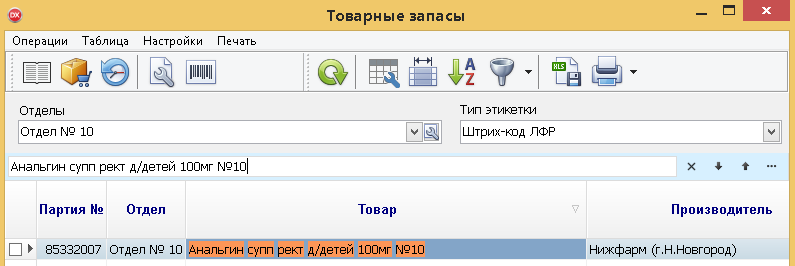 DX Товарные запасы
Операции Таблица Настройки Печать
A Z XLS
Отделы Тип этикетки
Отдел № 10 Штрих-код ЛФР
Анальгин супп рект д/детей 100мг №10
Партия № Отдел Товар Производитель
85332007 Отдел № 10 Анальгин супп рект д/детей 100мг №10 Нижфарм (г.Н.Новгород)